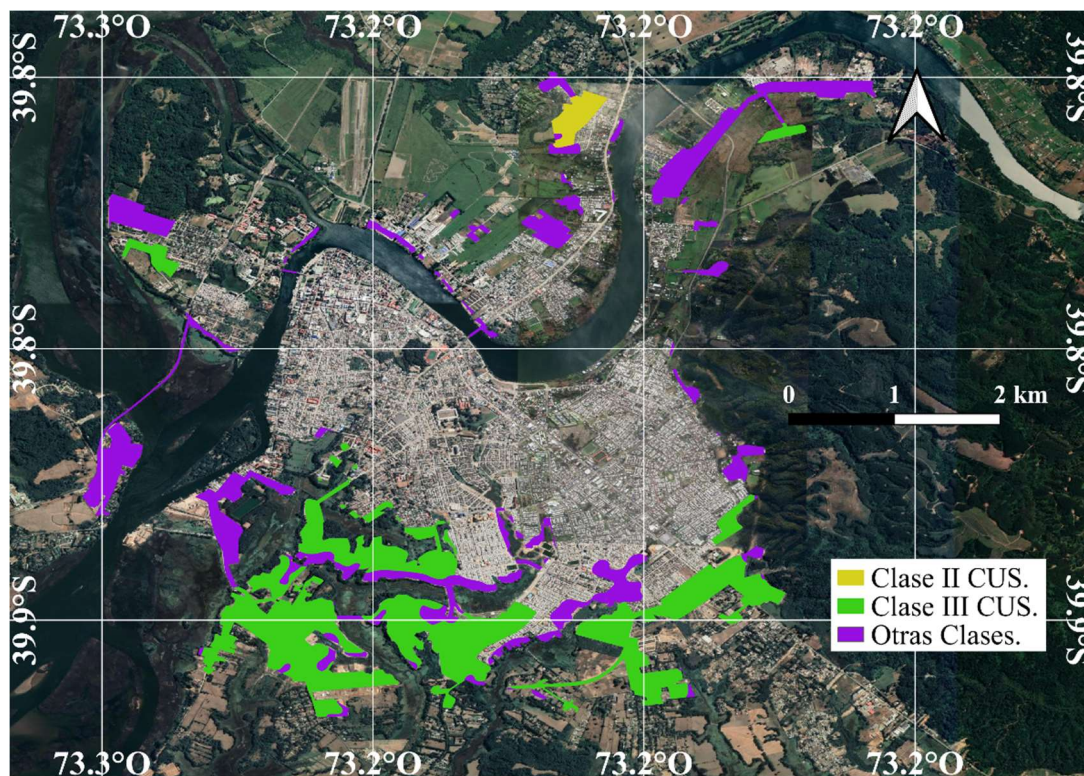 73.3°O 73.2°O 73.2°O 73.2°O
39.8°S 39.8°S
39.8°S 39.8°S
0 1 2 km
Clase II CUS.
Clase III CUS.
Otras Clases.
39.9°S 39.9°S
73.3°O 73.2°O 73.2°O 73.2°O